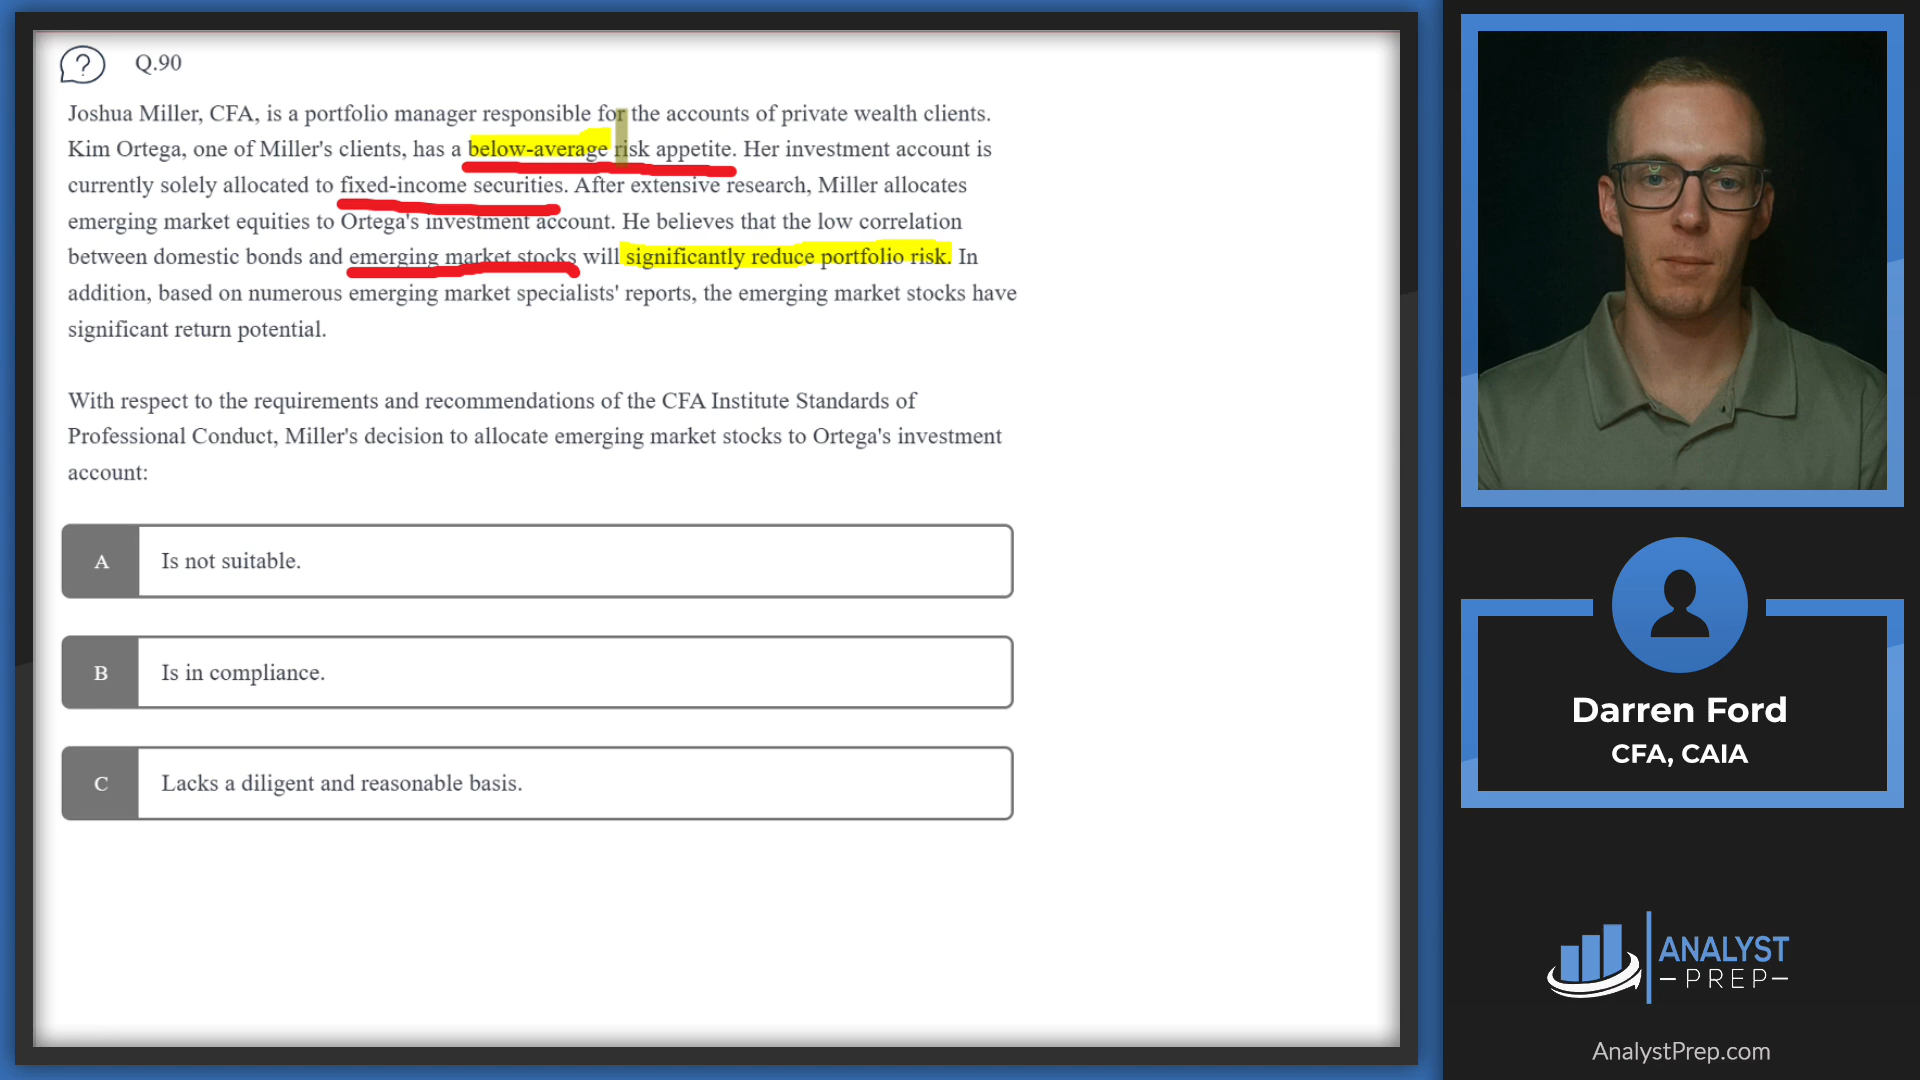 ?
Q.90
Joshua Miller, CFA, is a portfolio manager responsible for the accounts of private wealth clients.
Kim Ortega, one of Miller's clients, has a below-average risk appetite. Her investment account is
currently solely allocated to fixed-income securities. After extensive research, Miller allocates
emerging market equities to Ortega's investment account. He believes that the low correlation
between domestic bonds and emerging market stocks will significantly reduce portfolio risk. In
addition, based on numerous emerging market specialists' reports, the emerging market stocks have
significant return potential.
With respect to the requirements and recommendations of the CFA Institute Standards of
Professional Conduct, Miller's decision to allocate emerging market stocks to Ortega's investment
account:
A Is not suitable.
B Is in compliance.
C Lacks a diligent and reasonable basis.
Darren Ford
CFA, CAIA
ANALYST
PREP
AnalystPrep.com